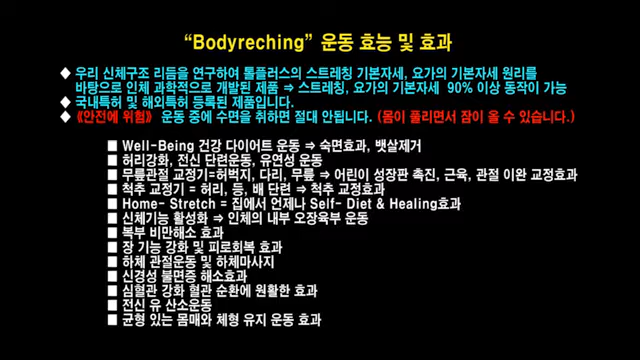 “Bodyreching” 운동 효능 및 효과
◆ 우리 신체구조 리듬을 연구하여 톨플러스의 스트레칭 기본자세, 요가의 기본자세 원리를
바탕으로 인체 과학적으로 개발된 제품 ⇒ 스트레칭, 요가의 기본자세 90% 이상 동작이 가능
◆ 국내특허 및 해외특허 등록된 제품입니다.
◆ 《안전에 위험》 운동 중에 수면을 취하면 절대 안됩니다. (몸이 풀리면서 잠이 올 수 있습니다.)
■ Well-Being 건강 다이어트 운동 ⇒ 숙면효과, 뱃살제거
■ 허리강화, 전신 단련운동, 유연성 운동
■ 무릎관절 교정기=허벅지, 다리, 무릎 ⇒ 어린이 성장판 촉진, 근육, 관절 이완 교정효과
■ 척추 교정기 = 허리, 등, 배 단련 ⇒ 척추 교정효과
■ Home- Stretch = 집에서 언제나 Self- Diet & Healing효과
■ 신체기능 활성화 ⇒ 인체의 내부 오장육부 운동
■ 복부 비만해소 효과
■ 장 기능 강화 및 피로회복 효과
■ 하체 관절운동 및 하체마사지
■ 신경성 불면증 해소효과
■ 심혈관 강화 혈관 순환에 원활한 효과
■ 전신 유 산소운동
■ 균형 있는 몸매와 체형 유지 운동 효과